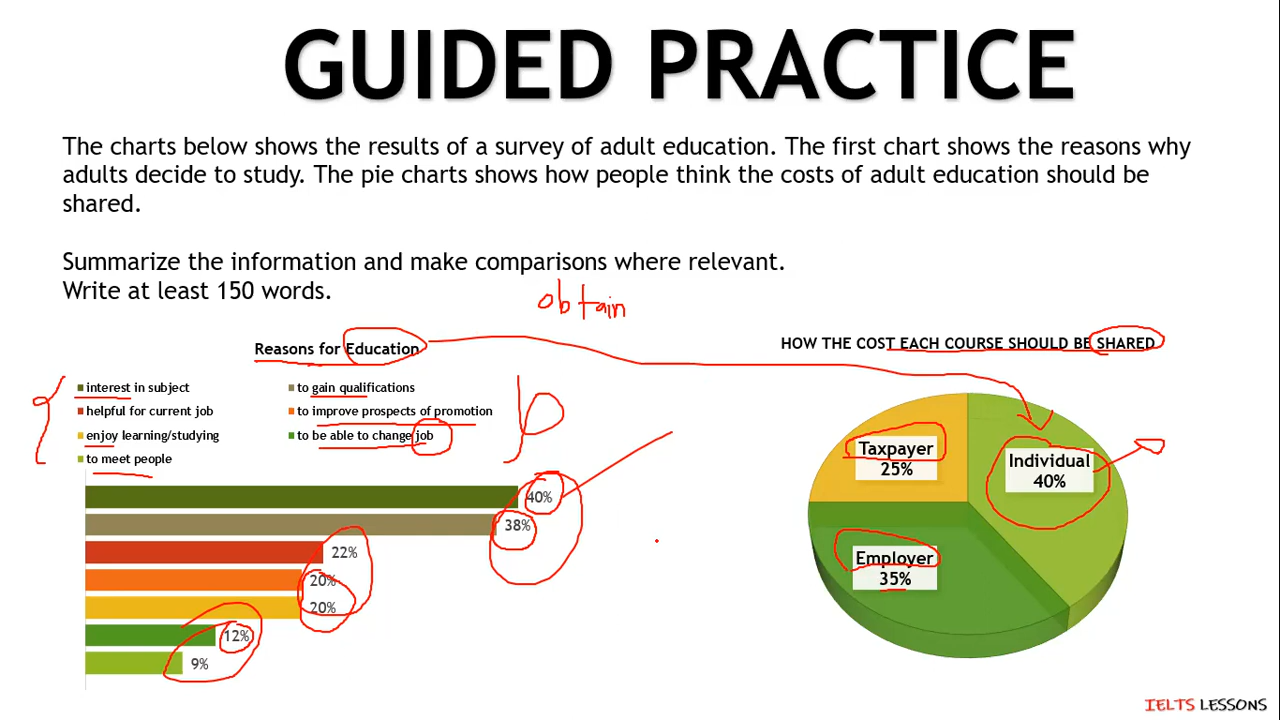 GUIDED PRACTICE
The charts below shows the results of a survey of adult education. The first chart shows the reasons why
adults decide to study. The pie charts shows how people think the costs of adult education should be
shared.
Summarize the information and make comparisons where relevant.
Write at least 150 words.
obtain
Reasons for Education
interest in subject
to gain qualifications
helpful for current job
to improve prospects of promotion
enjoy learning/studying
to be able to change job
to meet people
40%
38%
22%
20%
20%
12%
9%
HOW THE COST EACH COURSE SHOULD BE SHARED
Taxpayer
25%
Individual
40%
Employer
35%
IELTS LESSONS